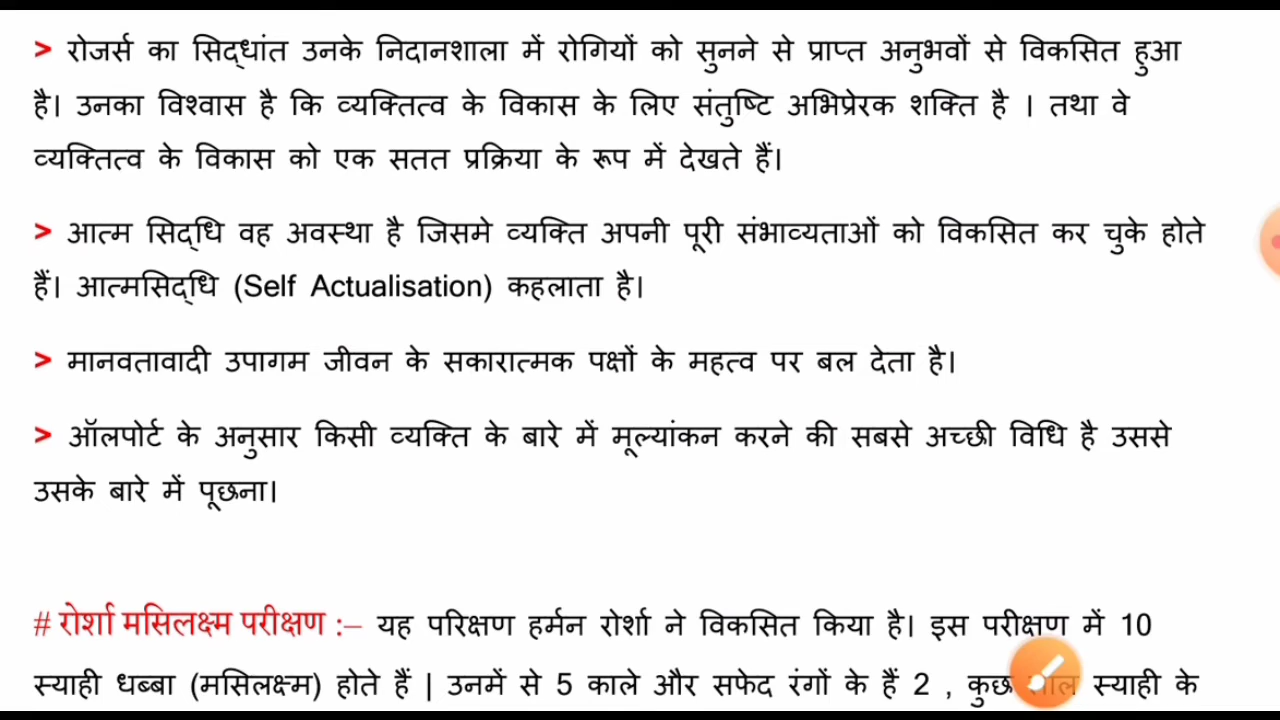 > रोजर्स का सिद्धांत उनके निदानशाला में रोगियों को सुनने से प्राप्त अनुभवों से विकसित हुआ
है। उनका विश्वास है कि व्यक्तित्व के विकास के लिए संतुष्टि अभिप्रेरक शक्ति है । तथा वे
व्यक्तित्व के विकास को एक सतत प्रक्रिया के रूप में देखते हैं।
> आत्म सिद्धि वह अवस्था है जिसमे व्यक्ति अपनी पूरी संभाव्यताओं को विकसित कर चुके होते
हैं। आत्मसिद्धि (Self Actualisation) कहलाता है।
> मानवतावादी उपागम जीवन के सकारात्मक पक्षों के महत्व पर बल देता है।
> ऑलपोर्ट के अनुसार किसी व्यक्ति के बारे में मूल्यांकन करने की सबसे अच्छी विधि है उससे
उसके बारे में पूछना।
# रोर्शा मसिलक्ष्म परीक्षण :– यह परिक्षण हर्मन रोर्शा ने विकसित किया है। इस परीक्षण में 10
स्याही धब्बा (मसिलक्ष्म) होते हैं | उनमें से 5 काले और सफेद रंगों के हैं 2 , कुछ स्याही के